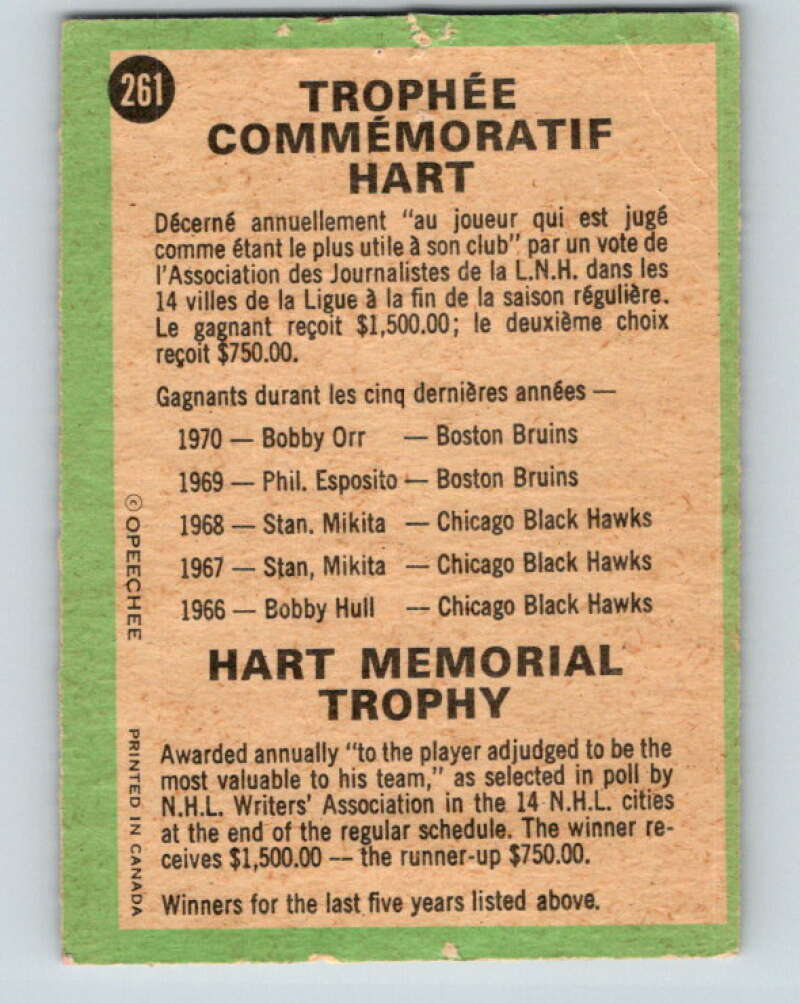 261
TROPHÉE
COMMÉMORATIF
HART
Décerné annuellement "au joueur qui est jugé
comme étant le plus utile à son club" par un vote de
l'Association des Journalistes de la L.N.H. dans les
14 villes de la Ligue à la fin de la saison régulière.
Le gagnant reçoit $1,500.00; le deuxième choix
reçoit $750.00.
Gagnants durant les cinq dernières années —
1970 — Bobby Orr — Boston Bruins
1969 — Phil. Esposito — Boston Bruins
1968 — Stan. Mikita — Chicago Black Hawks
1967 — Stan, Mikita — Chicago Black Hawks
1966 — Bobby Hull — Chicago Black Hawks
HART MEMORIAL
TROPHY
Awarded annually "to the player adjudged to be the
most valuable to his team," as selected in poll by
N.H.L. Writers' Association in the 14 N.H.L. cities
at the end of the regular schedule. The winner re-
ceives $1,500.00 — the runner-up $750.00.
Winners for the last five years listed above.
© OPEECHEE
PRINTED IN CANADA